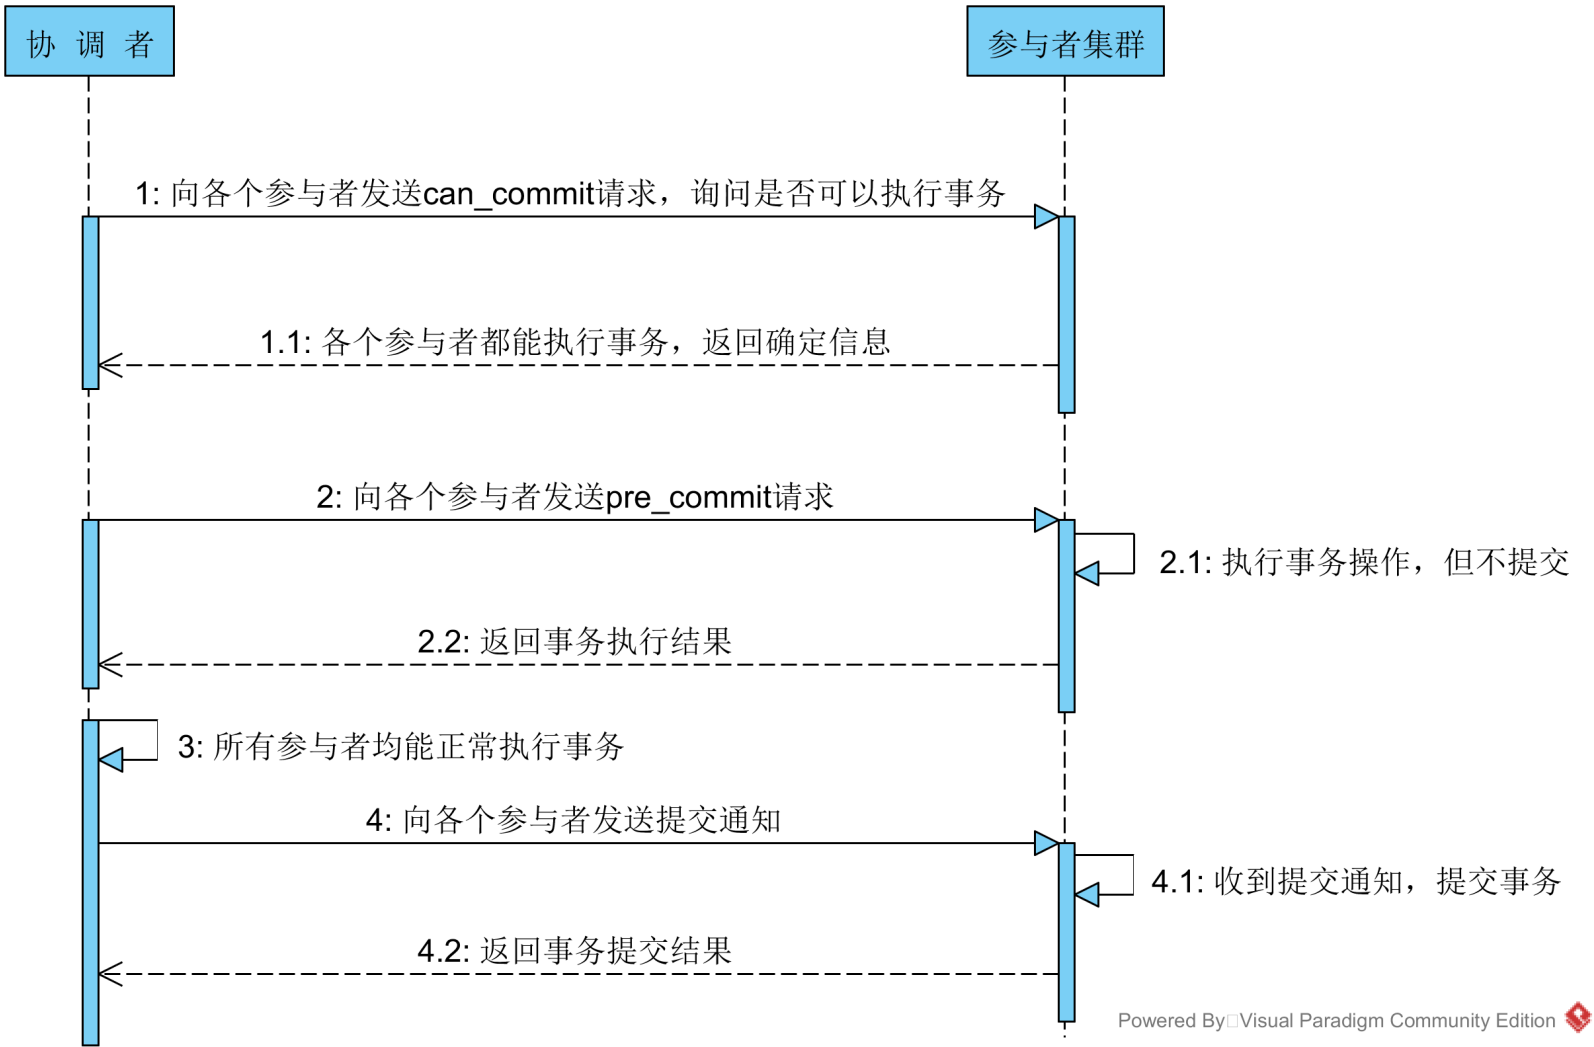 协 调 者
参与者集群
1: 向各个参与者发送can_commit请求，询问是否可以执行事务
1.1: 各个参与者都能执行事务，返回确定信息
2: 向各个参与者发送pre_commit请求
2.1: 执行事务操作，但不提交
2.2: 返回事务执行结果
3: 所有参与者均能正常执行事务
4: 向各个参与者发送提交通知
4.1: 收到提交通知，提交事务
4.2: 返回事务提交结果
Powered By Visual Paradigm Community Edition